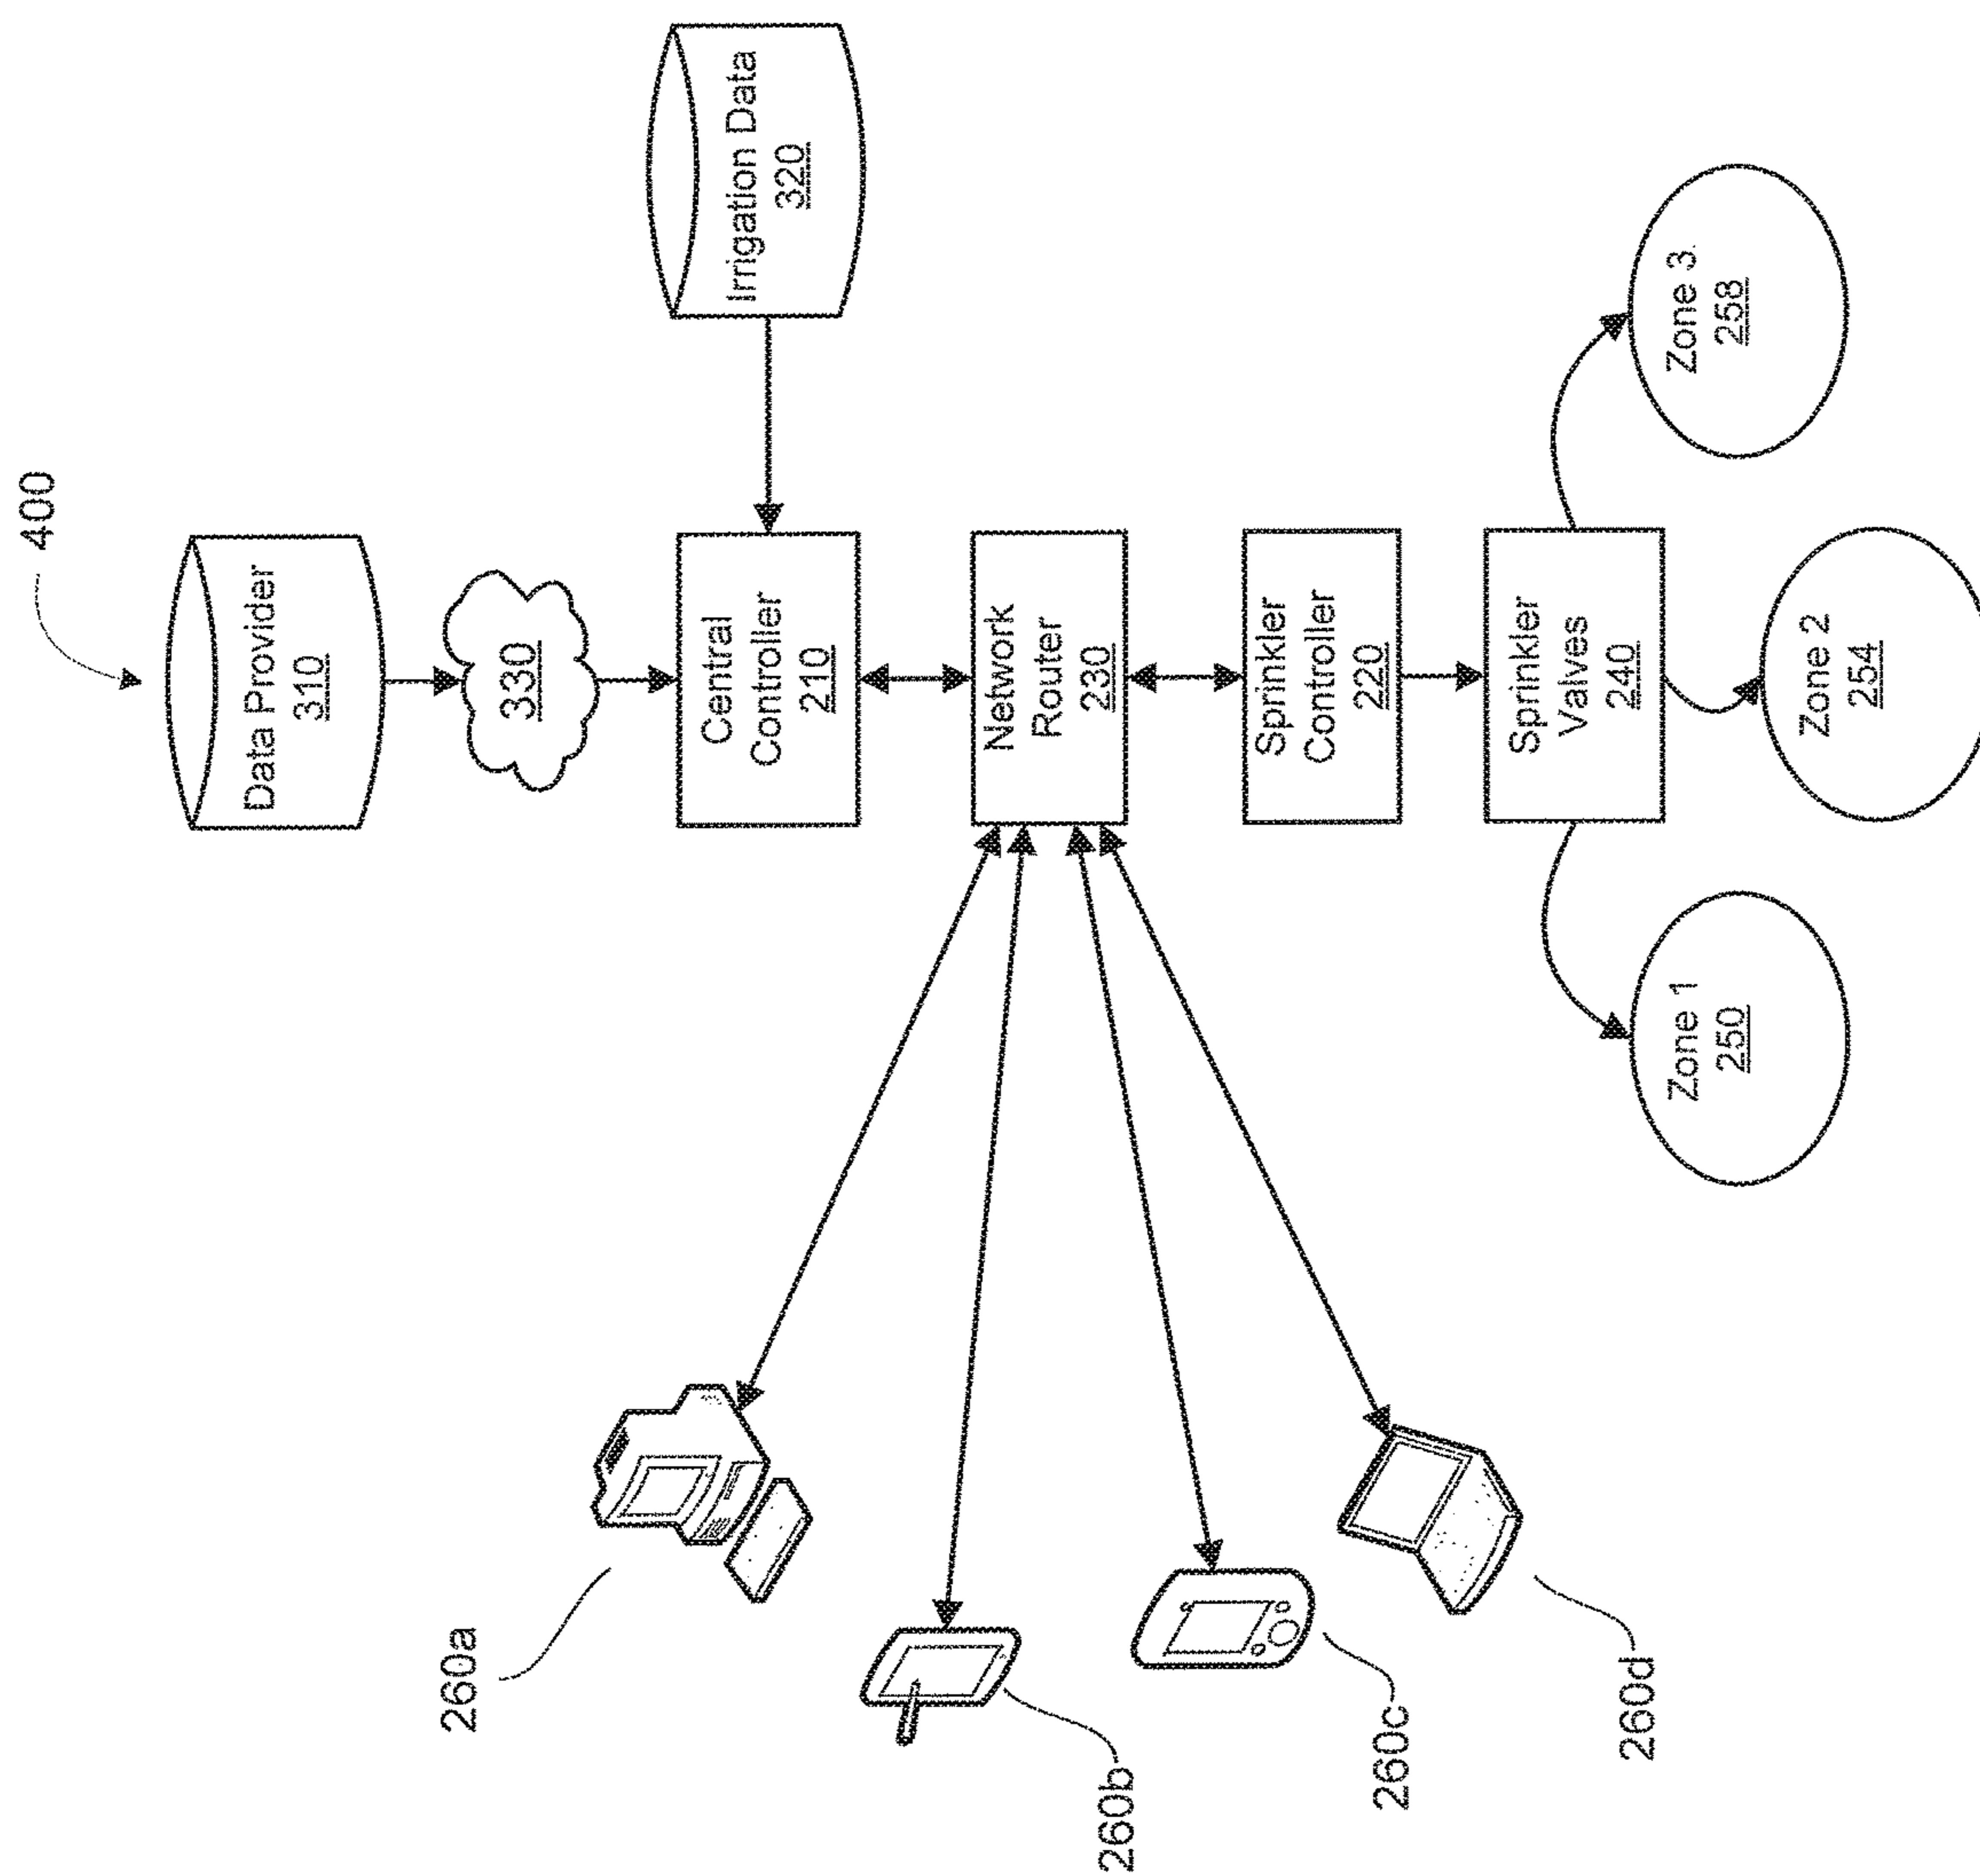 400
Data Provider
310
330
Irrigation Data
320
Central
Controller
210
Network
Router
230
Sprinkler
Controller
220
Sprinkler
Valves
240
Zone 1
250
Zone 2
254
Zone 3
258
260a
260b
260c
260d